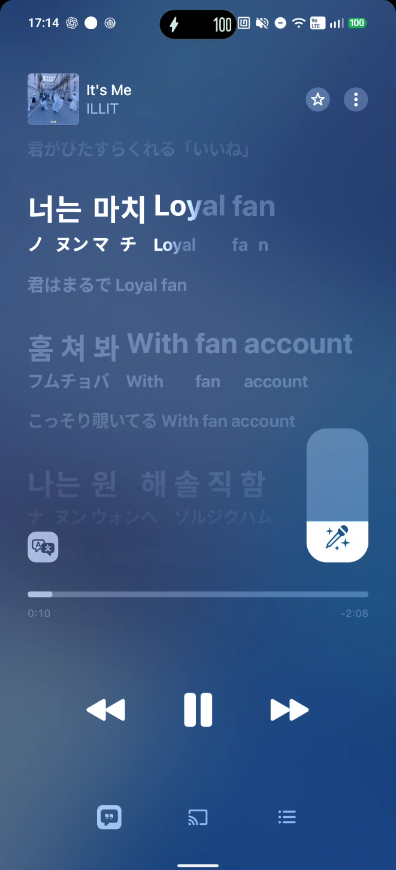 17:14
100
Vo LTE
100
It's Me
ILLIT
君がひたすらくれる「いいね」
너는 마치 Loyal fan
ノ ヌン マ チ Loyal fa n
君はまるで Loyal fan
훔 쳐 봐 With fan account
フムチョバ With fan account
こっそり覗いてる With fan account
나는 원 해 솔 직 함
ナ ヌン ウォンヘ ソルジクハム
0:10
-2:08